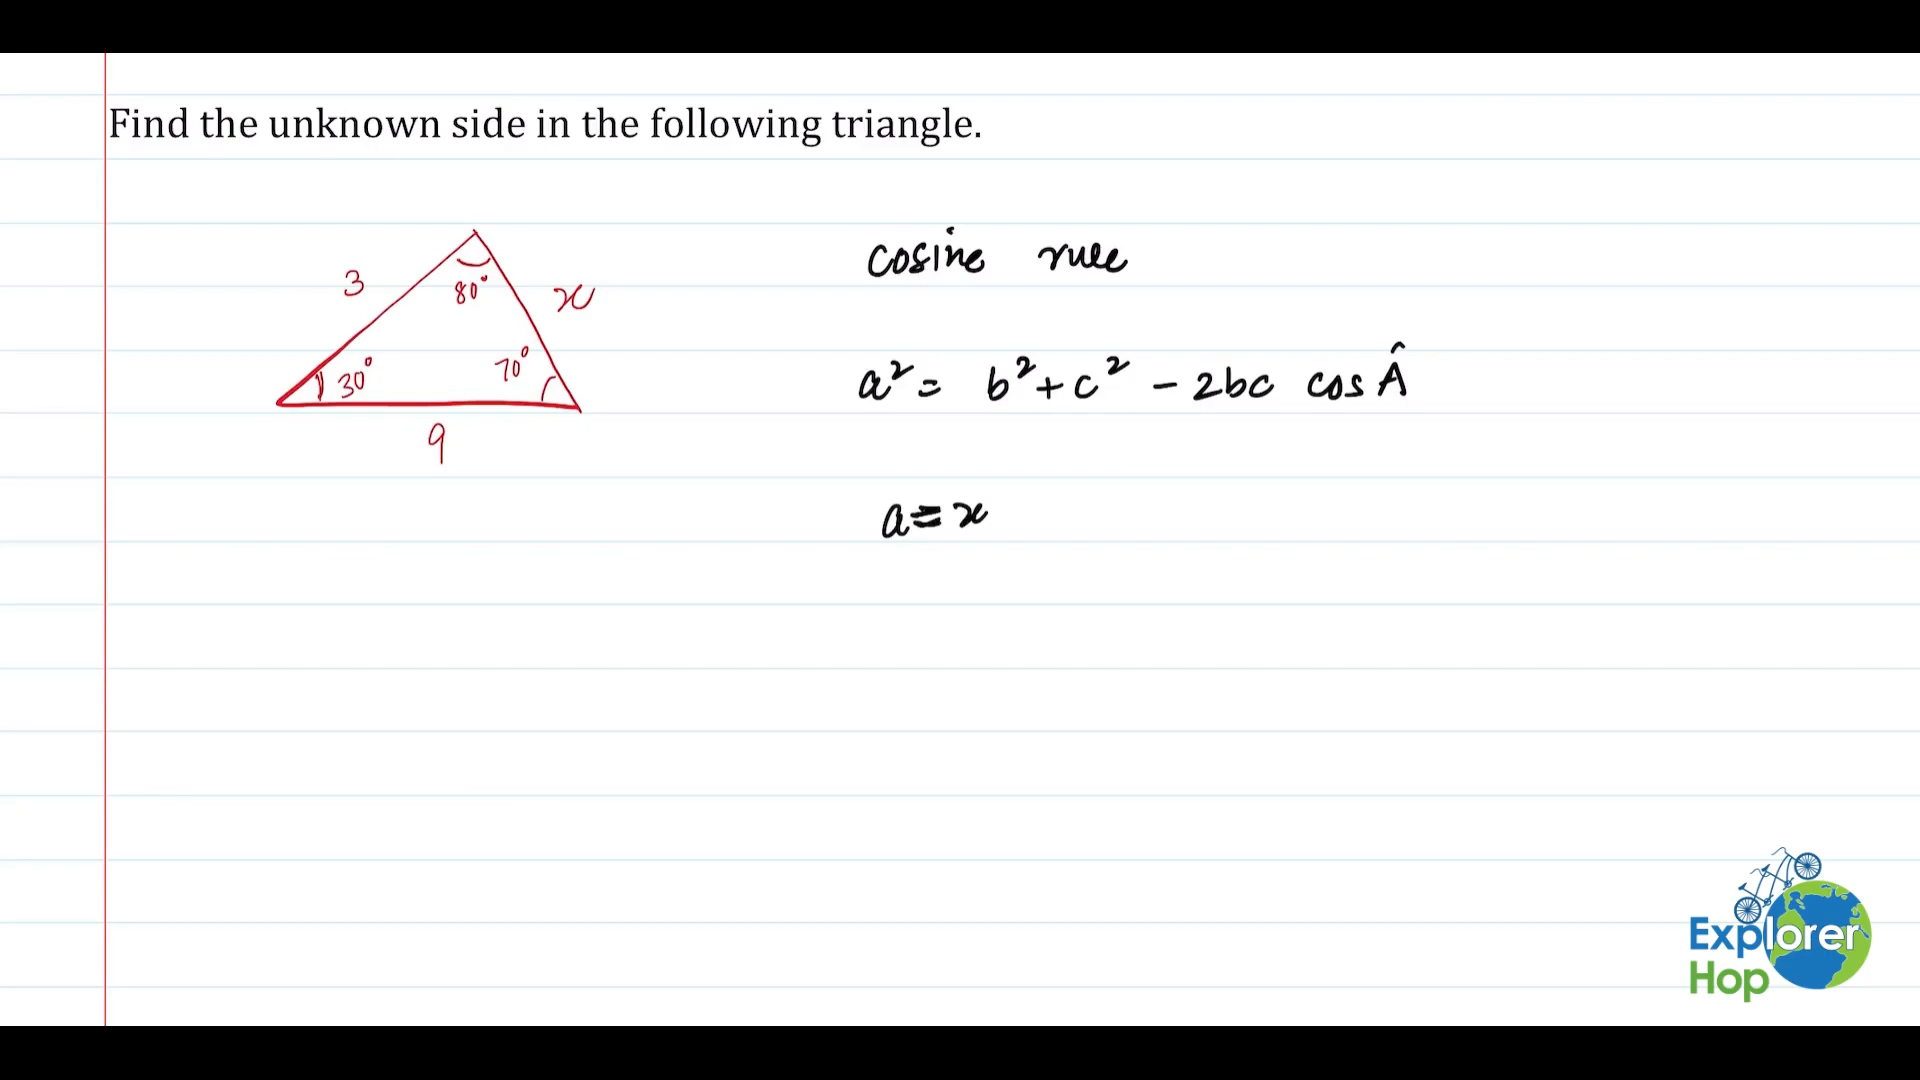 Find the unknown side in the following triangle.
cosine rule
3
80°
x
30°
70°
a² = b² + c² - 2bc cos Â
9
a = x
Explorer
Hop